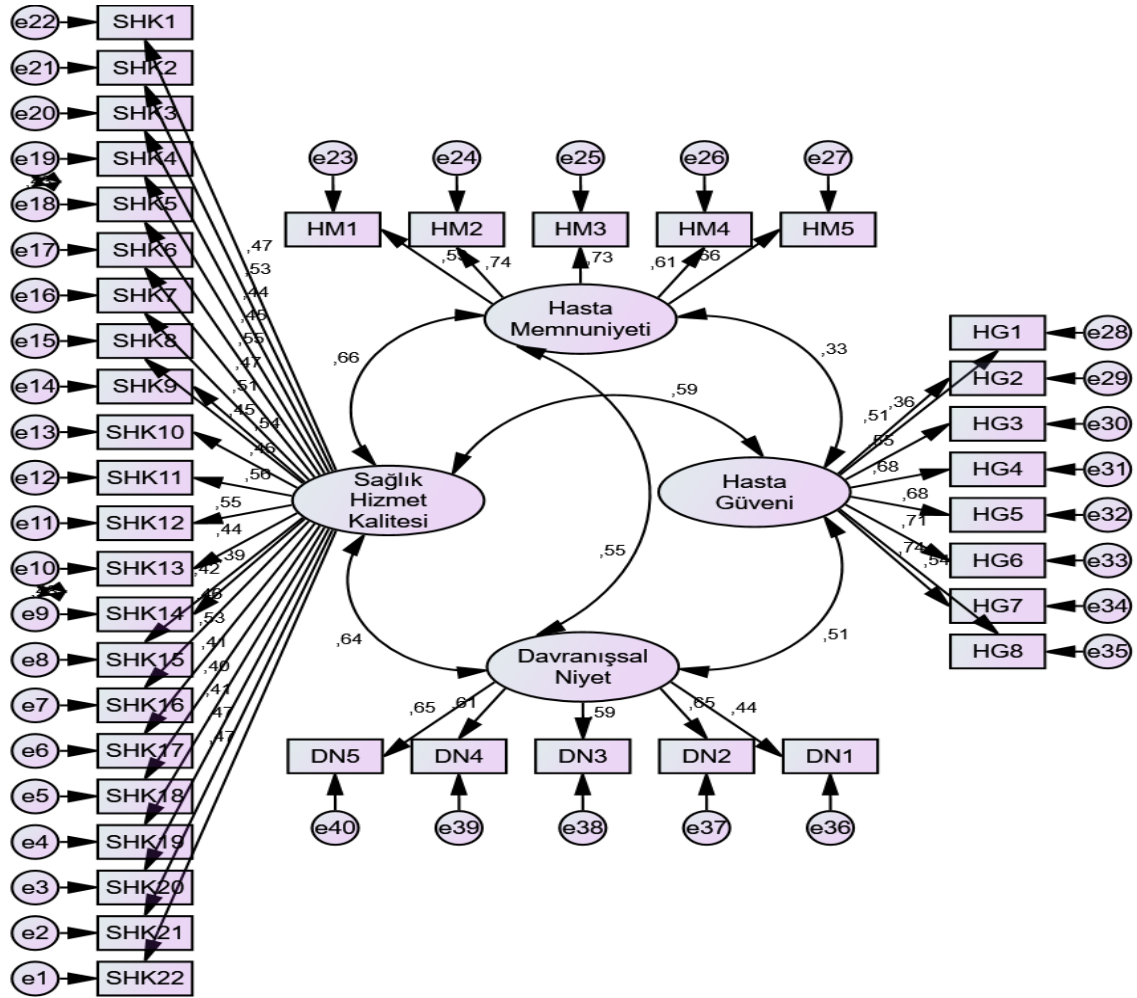 e22
SHK1
e21
SHK2
e20
SHK3
e19
SHK4
e18
SHK5
e17
SHK6
e16
SHK7
e15
SHK8
e14
SHK9
e13
SHK10
e12
SHK11
e11
SHK12
e10
SHK13
e9
SHK14
e8
SHK15
e7
SHK16
e6
SHK17
e5
SHK18
e4
SHK19
e3
SHK20
e2
SHK21
e1
SHK22
,47
,53
,44
,45
,55
,47
,51
,45
,54
,46
,56
,55
,44
,39
,42
,53
,41
,40
,41
,47
,47
Sağlık
Hizmet
Kalitesi
e23
e24
e25
e26
e27
HM1
HM2
HM3
HM4
HM5
,74
,73
,61
,66
Hasta
Memnuniyeti
,66
,33
,59
,55
,64
,51
Hasta
Güveni
,51
,36
,55
,68
,68
,71
,74
,54
HG1
e28
HG2
e29
HG3
e30
HG4
e31
HG5
e32
HG6
e33
HG7
e34
HG8
e35
Davranışsal
Niyet
,65
,61
,59
,65
,44
DN5
DN4
DN3
DN2
DN1
e40
e39
e38
e37
e36